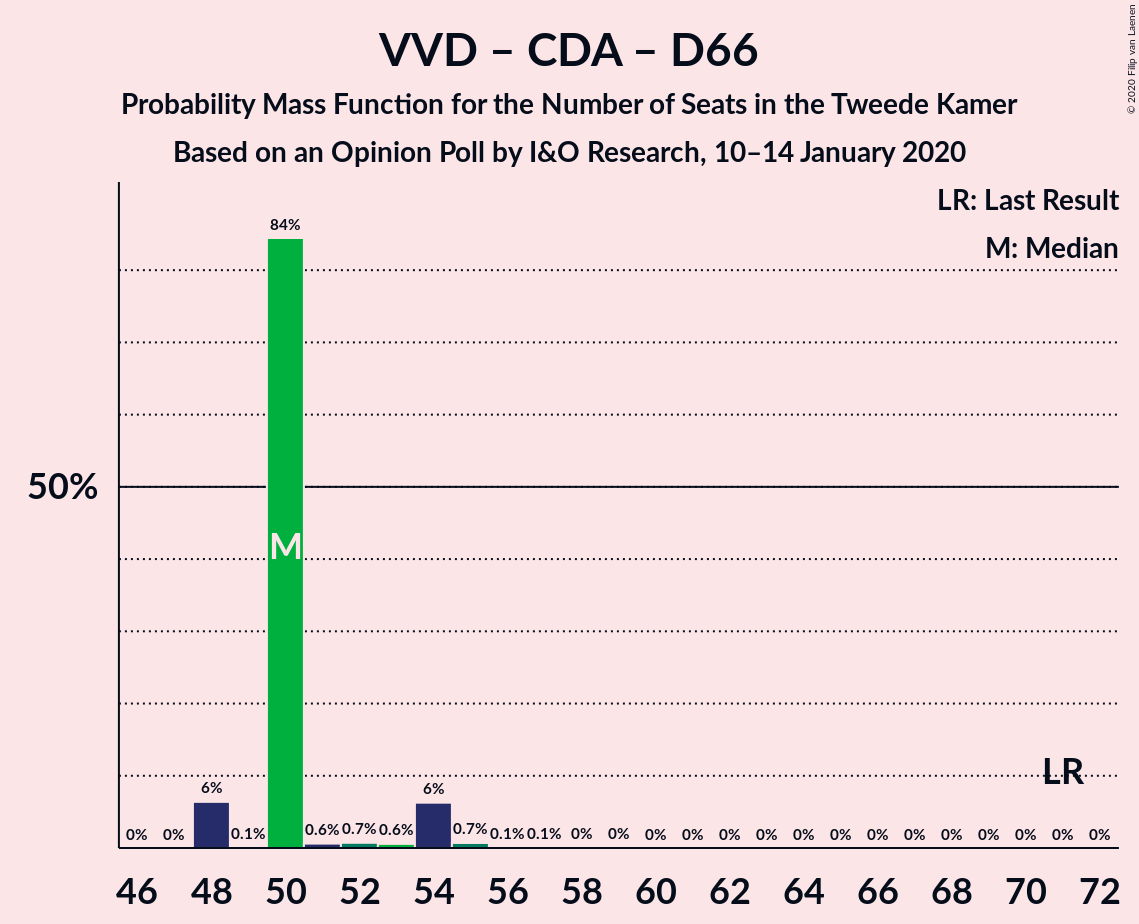 VVD – CDA – D66
Probability Mass Function for the Number of Seats in the Tweede Kamer
Based on an Opinion Poll by I&O Research, 10–14 January 2020
© 2020 Filip van Laenen
LR: Last Result
M: Median
84%
50%
M
LR
0% 0% 6% 0.1% 0.6% 0.7% 0.6% 6% 0.7% 0.1% 0.1% 0% 0% 0% 0% 0% 0% 0% 0% 0% 0% 0% 0% 0% 0% 0%
46 48 50 52 54 56 58 60 62 64 66 68 70 72